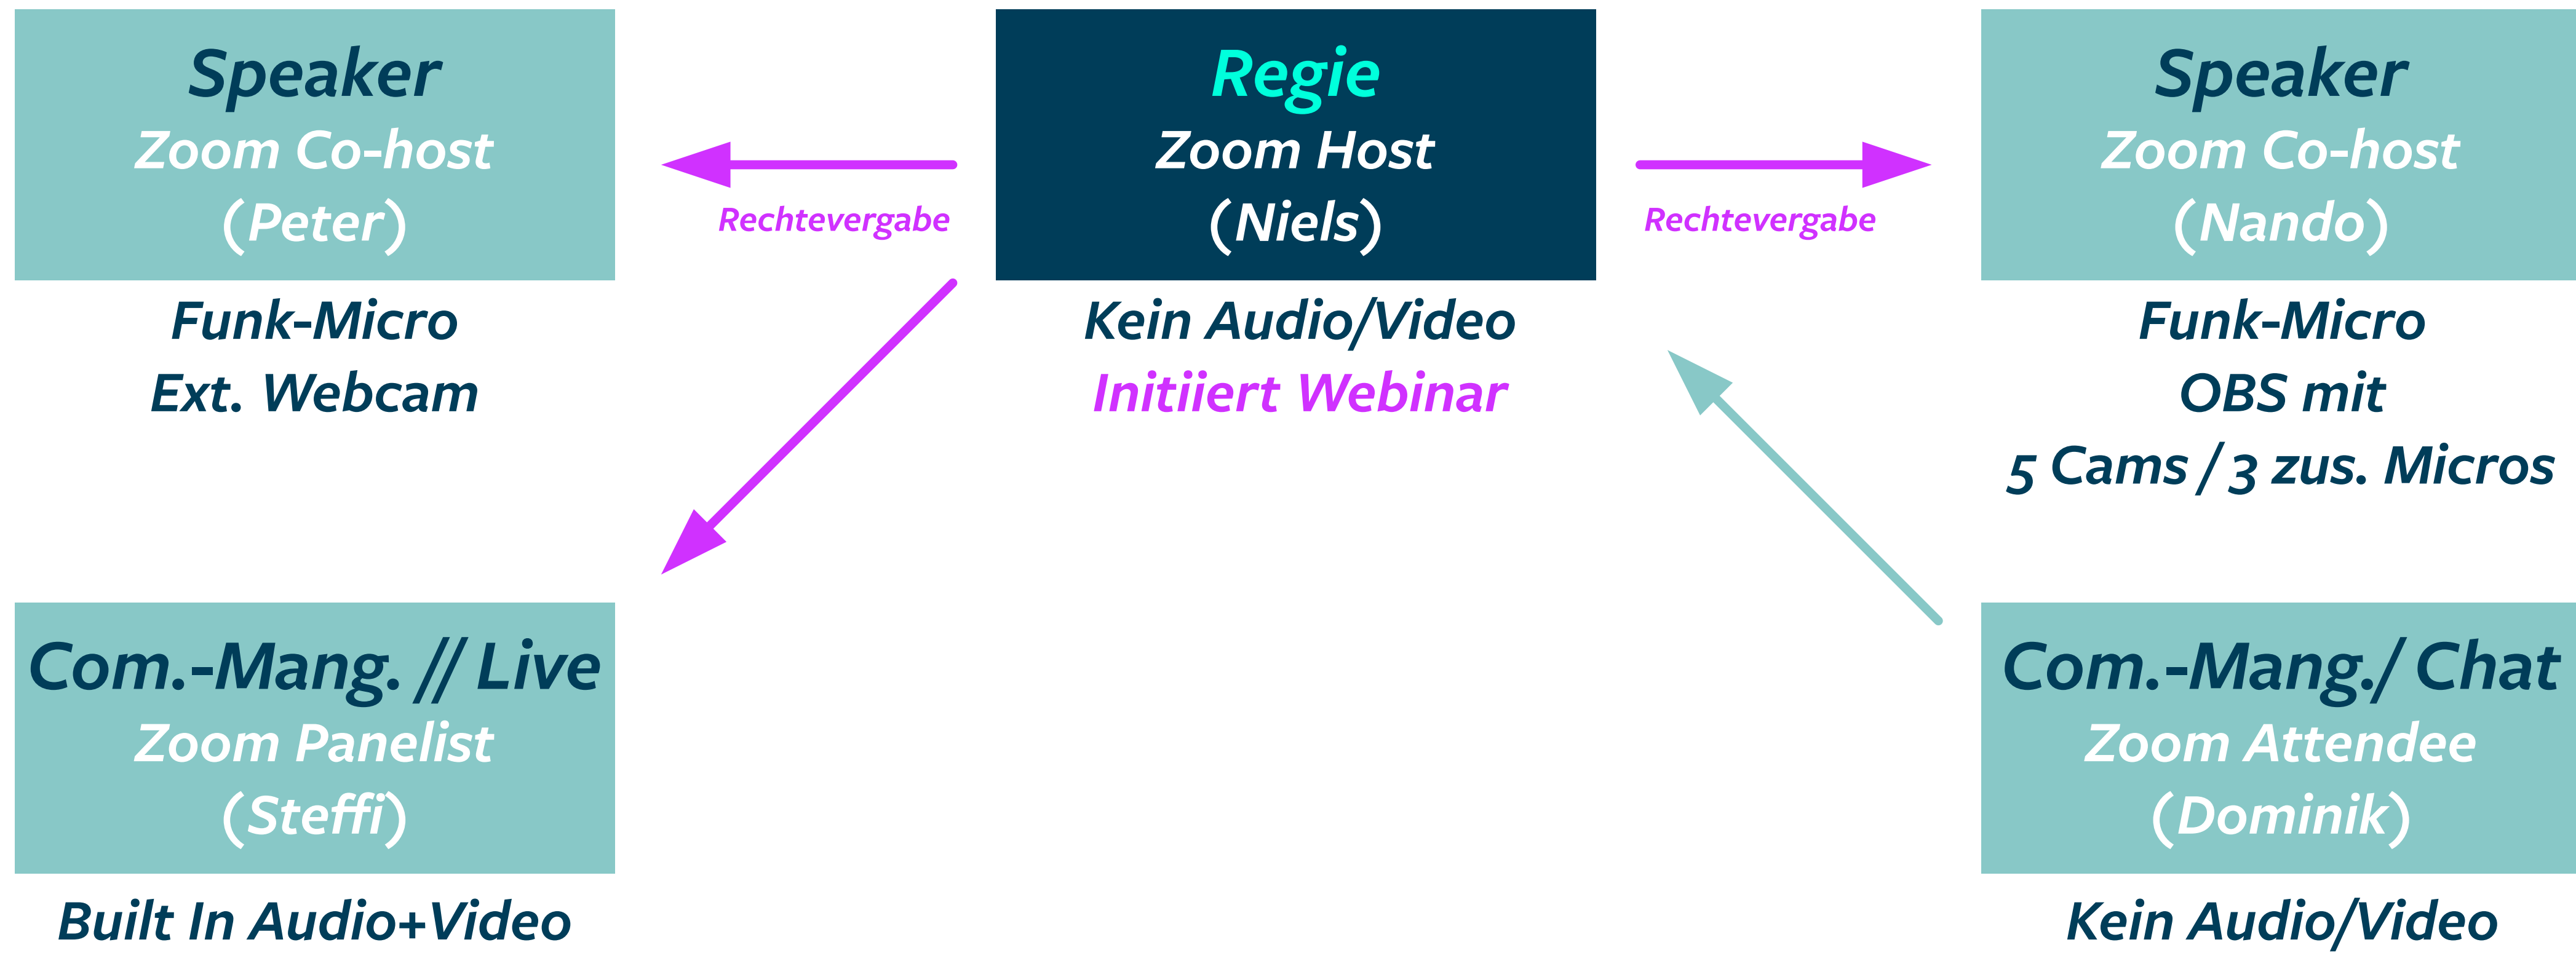 Speaker
Zoom Co-host
(Peter)
Funk-Micro
Ext. Webcam
Rechtevergabe
Regie
Zoom Host
(Niels)
Kein Audio/Video
Initiiert Webinar
Rechtevergabe
Speaker
Zoom Co-host
(Nando)
Funk-Micro
OBS mit
5 Cams / 3 zus. Micros
Com.-Mang. // Live
Zoom Panelist
(Steffi)
Built In Audio+Video
Com.-Mang./ Chat
Zoom Attendee
(Dominik)
Kein Audio/Video